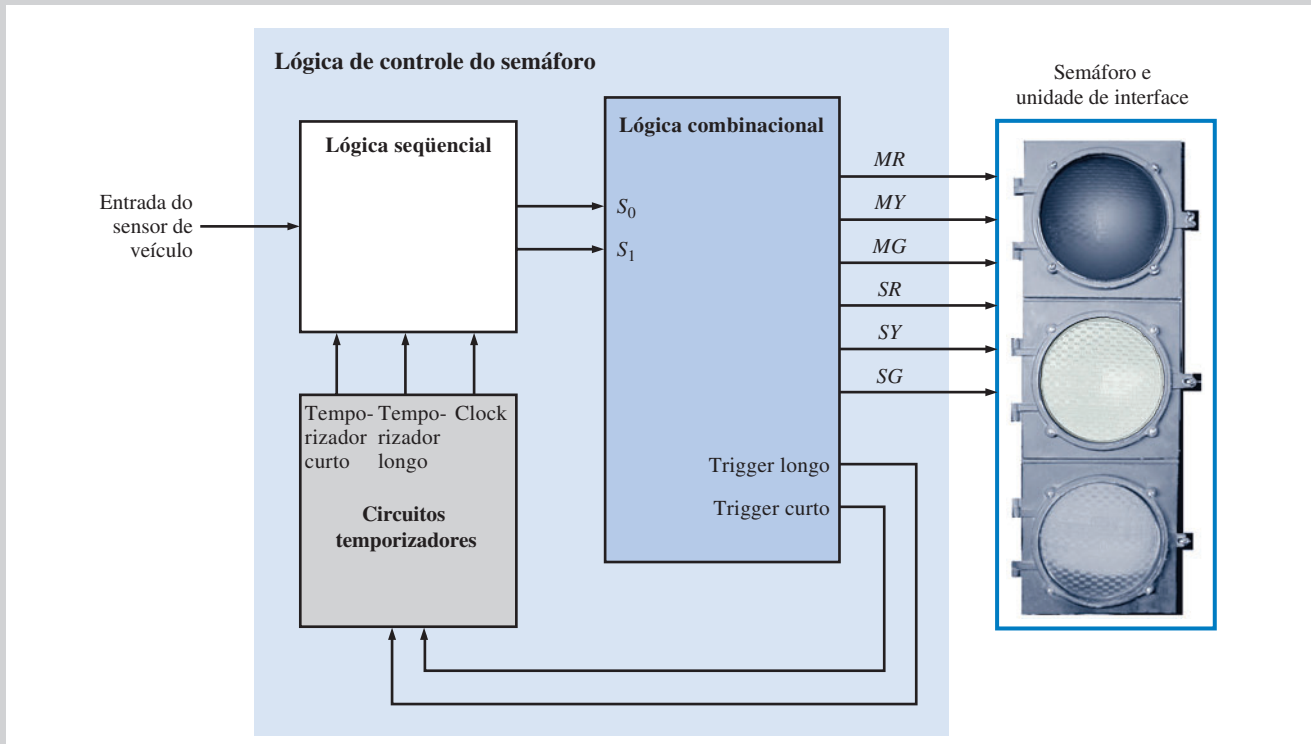 Lógica de controle do semáforo
Semáforo e
unidade de interface
Lógica seqüencial
Lógica combinacional
Entrada do
sensor de
veículo
S0
S1
MR
MY
MG
SR
SY
SG
Tempo-
rizador
curto
Tempo-
rizador
longo
Clock
Circuitos
temporizadores
Trigger longo
Trigger curto